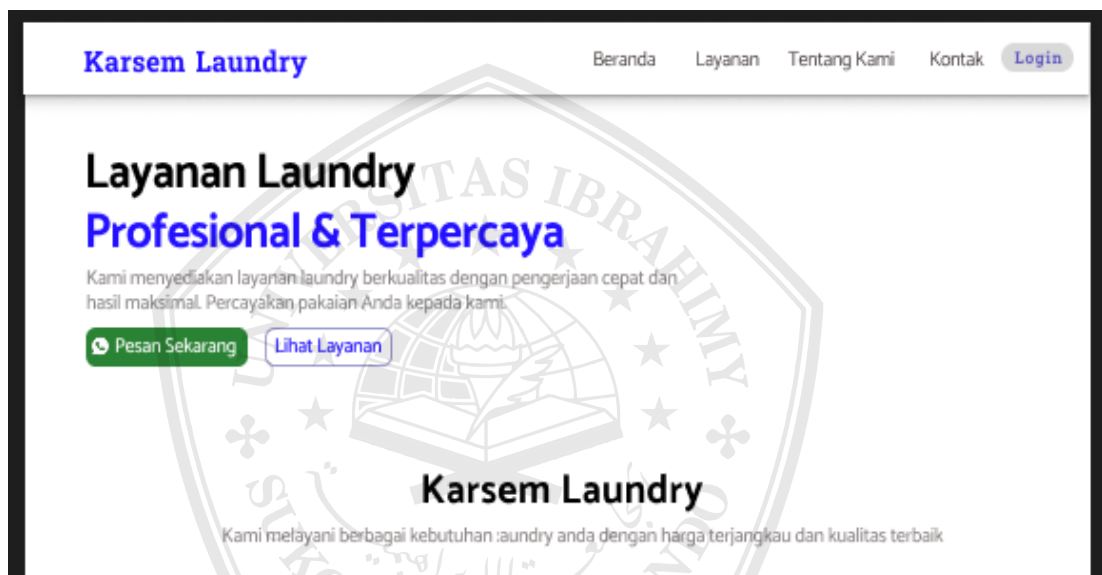 Karsem Laundry
Beranda Layanan Tentang Kami Kontak Login
Layanan Laundry
Profesional & Terpercaya
Kami menyediakan layanan laundry berkualitas dengan pengerjaan cepat dan
hasil maksimal. Percayakan pakaian Anda kepada kami.
Pesan Sekarang Lihat Layanan
Karsem Laundry
Kami melayani berbagai kebutuhan :aundry anda dengan harga terjangkau dan kualitas terbaik
UNIVERSITAS IBRAHIMY